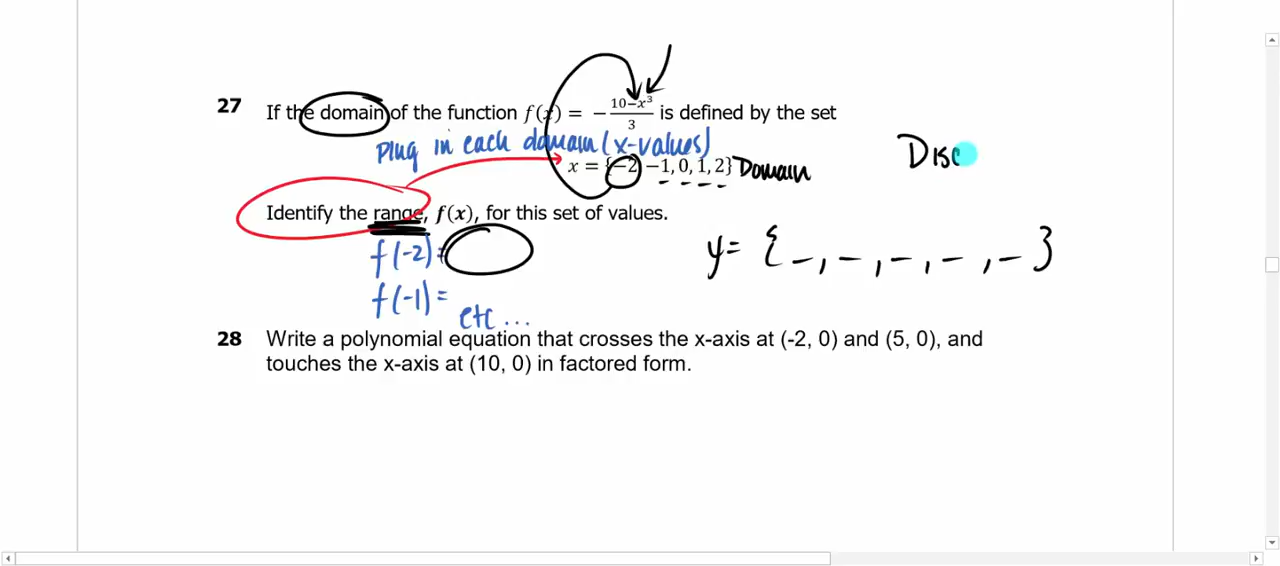 27 If the domain of the function f(x) = −\frac{10−x³}{3} is defined by the set
Plug in each domain (x-values)
x = {−2, −1, 0, 1, 2} Domain
Disc
Identify the range, f(x), for this set of values.
f(-2) =
y = { _, _, _, _, _ }
f(-1) =
etc...
28 Write a polynomial equation that crosses the x-axis at (-2, 0) and (5, 0), and
touches the x-axis at (10, 0) in factored form.